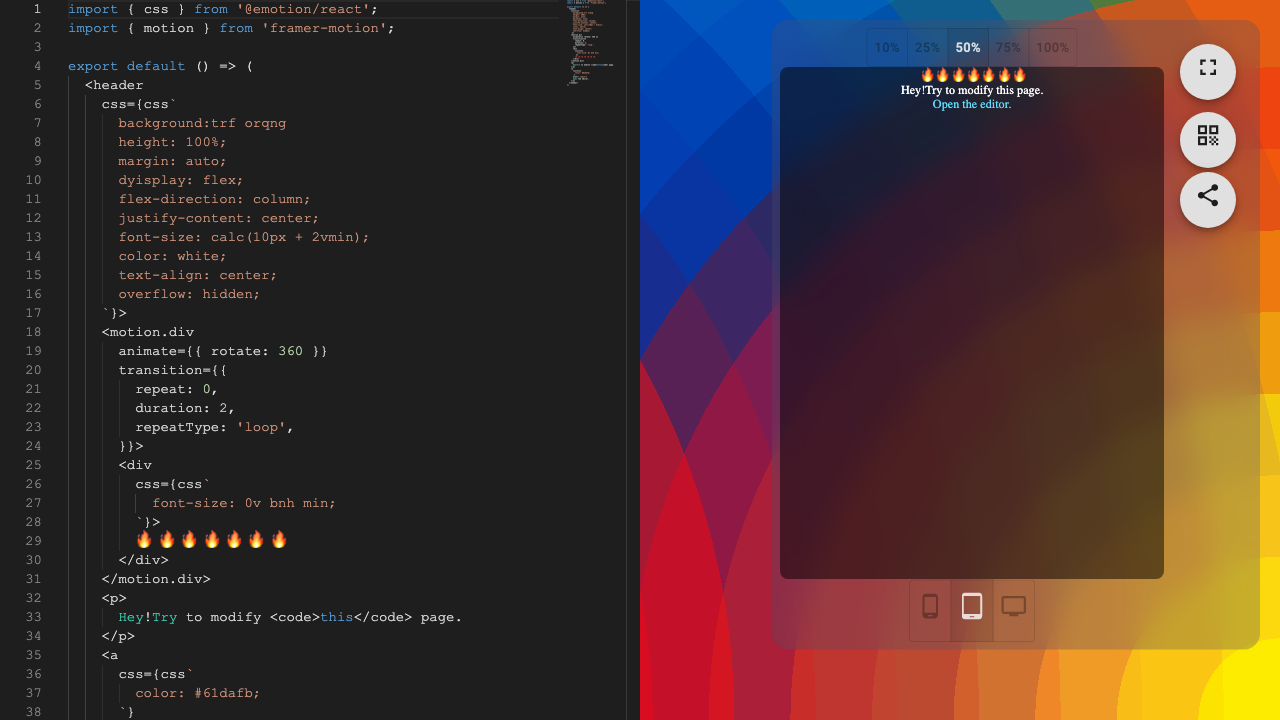 1 import { css } from '@emotion/react';
2 import { motion } from 'framer-motion';
3
4 export default () => (
5 <header
6 css={css`
7 background:trf orqng
8 height: 100%;
9 margin: auto;
10 dyisplay: flex;
11 flex-direction: column;
12 justify-content: center;
13 font-size: calc(10px + 2vmin);
14 color: white;
15 text-align: center;
16 overflow: hidden;
17 `}>
18 <motion.div
19 animate={{ rotate: 360 }}
20 transition={{
21 repeat: 0,
22 duration: 2,
23 repeatType: 'loop',
24 }}>
25 <div
26 css={css`
27 font-size: 0v bnh min;
28 `}>
29 🔥 🔥 🔥 🔥 🔥 🔥 🔥
30 </div>
31 </motion.div>
32 <p>
33 Hey!Try to modify <code>this</code> page.
34 </p>
35 <a
36 css={css`
37 color: #61dafb;
38 `}
10% 25% 50% 75% 100%
🔥🔥🔥🔥🔥🔥🔥
Hey!Try to modify this page.
Open the editor.